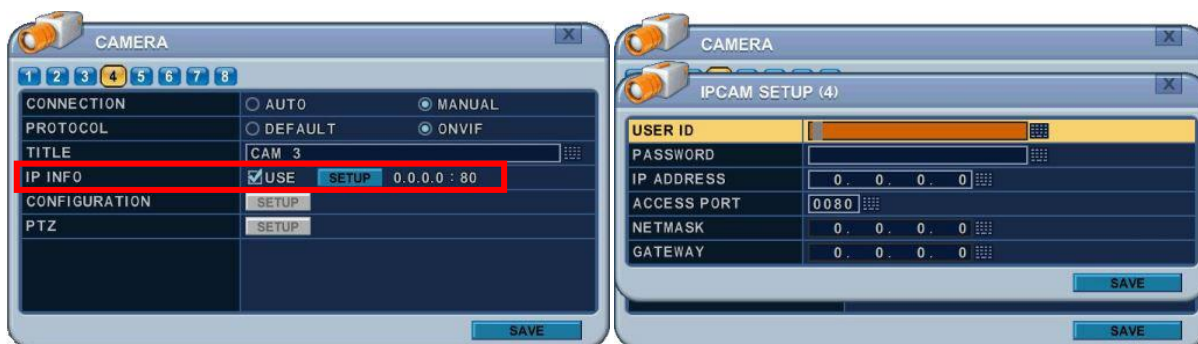 CAMERA
X
1 2 3 4 5 6 7 8
CONNECTION AUTO MANUAL
PROTOCOL DEFAULT ONVIF
TITLE CAM 3
IP INFO USE SETUP 0.0.0.0 : 80
CONFIGURATION SETUP
PTZ SETUP
SAVE
CAMERA
X
IPCAM SETUP (4)
X
USER ID
PASSWORD
IP ADDRESS 0. 0. 0. 0
ACCESS PORT 0080
NETMASK 0. 0. 0. 0
GATEWAY 0. 0. 0. 0
SAVE
SAVE